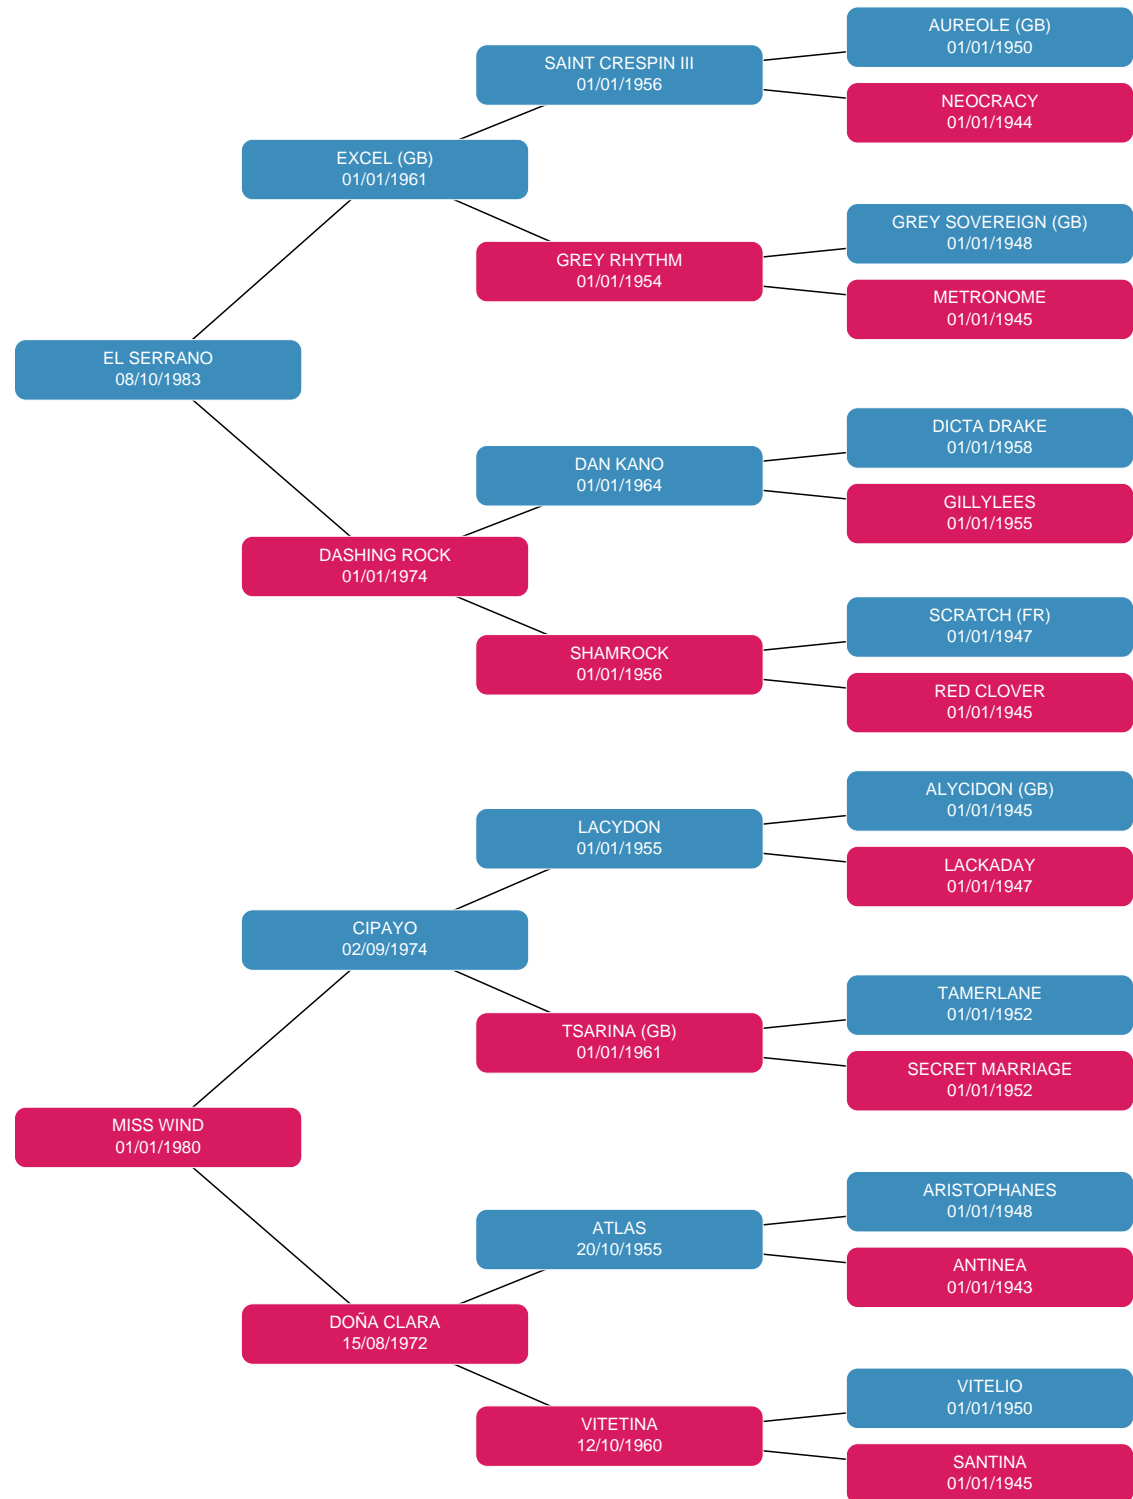 AUREOLE (GB)
01/01/1950
SAINT CRESPIN III
01/01/1956
NEOCRACY
01/01/1944
EXCEL (GB)
01/01/1961
GREY SOVEREIGN (GB)
01/01/1948
GREY RHYTHM
01/01/1954
METRONOME
01/01/1945
EL SERRANO
08/10/1983
DICTA DRAKE
01/01/1958
DAN KANO
01/01/1964
GILLYLEES
01/01/1955
DASHING ROCK
01/01/1974
SCRATCH (FR)
01/01/1947
SHAMROCK
01/01/1956
RED CLOVER
01/01/1945
ALYCIDON (GB)
01/01/1945
LACYDON
01/01/1955
LACKADAY
01/01/1947
CIPAYO
02/09/1974
TAMERLANE
01/01/1952
TSARINA (GB)
01/01/1961
SECRET MARRIAGE
01/01/1952
MISS WIND
01/01/1980
ARISTOPHANES
01/01/1948
ATLAS
20/10/1955
ANTINEA
01/01/1943
DOÑA CLARA
15/08/1972
VITELIO
01/01/1950
VITETINA
12/10/1960
SANTINA
01/01/1945